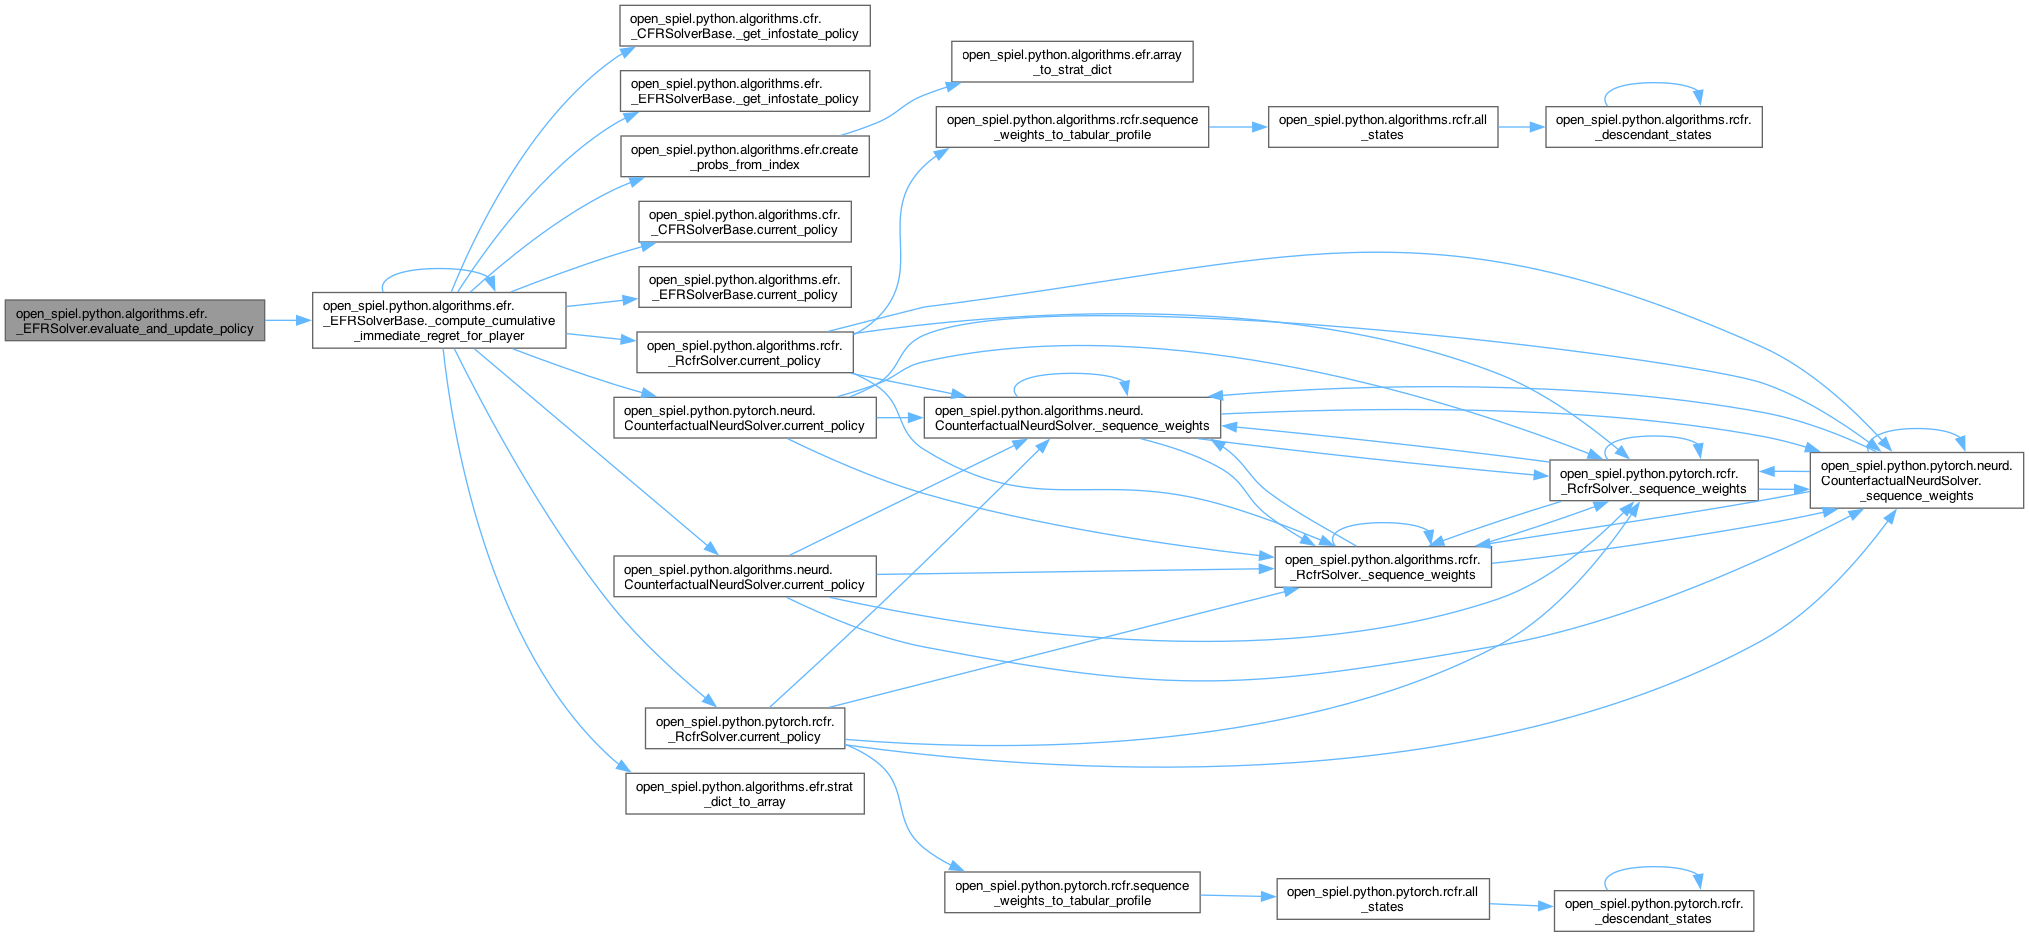 open_spiel.python.algorithms.efr.
_EFRSolver.evaluate_and_update_policy
open_spiel.python.algorithms.efr.
_EFRSolverBase._compute_cumulative
_immediate_regret_for_player
open_spiel.python.algorithms.cfr.
_CFRSolverBase._get_infostate_policy
open_spiel.python.algorithms.efr.
_EFRSolverBase._get_infostate_policy
open_spiel.python.algorithms.efr.create
_probs_from_index
open_spiel.python.algorithms.cfr.
_CFRSolverBase.current_policy
open_spiel.python.algorithms.efr.
_EFRSolverBase.current_policy
open_spiel.python.algorithms.rcfr.
_RcfrSolver.current_policy
open_spiel.python.pytorch.neurd.
CounterfactualNeurdSolver.current_policy
open_spiel.python.algorithms.neurd.
CounterfactualNeurdSolver.current_policy
open_spiel.python.pytorch.rcfr.
_RcfrSolver.current_policy
open_spiel.python.algorithms.efr.strat
_dict_to_array
open_spiel.python.algorithms.efr.array
_to_strat_dict
open_spiel.python.algorithms.rcfr.sequence
_weights_to_tabular_profile
open_spiel.python.algorithms.rcfr.all
_states
open_spiel.python.algorithms.rcfr.
_descendant_states
open_spiel.python.algorithms.neurd.
CounterfactualNeurdSolver._sequence_weights
open_spiel.python.algorithms.rcfr.
_RcfrSolver._sequence_weights
open_spiel.python.pytorch.rcfr.
_RcfrSolver._sequence_weights
open_spiel.python.pytorch.neurd.
CounterfactualNeurdSolver.
_sequence_weights
open_spiel.python.pytorch.rcfr.sequence
_weights_to_tabular_profile
open_spiel.python.pytorch.rcfr.all
_states
open_spiel.python.pytorch.rcfr.
_descendant_states